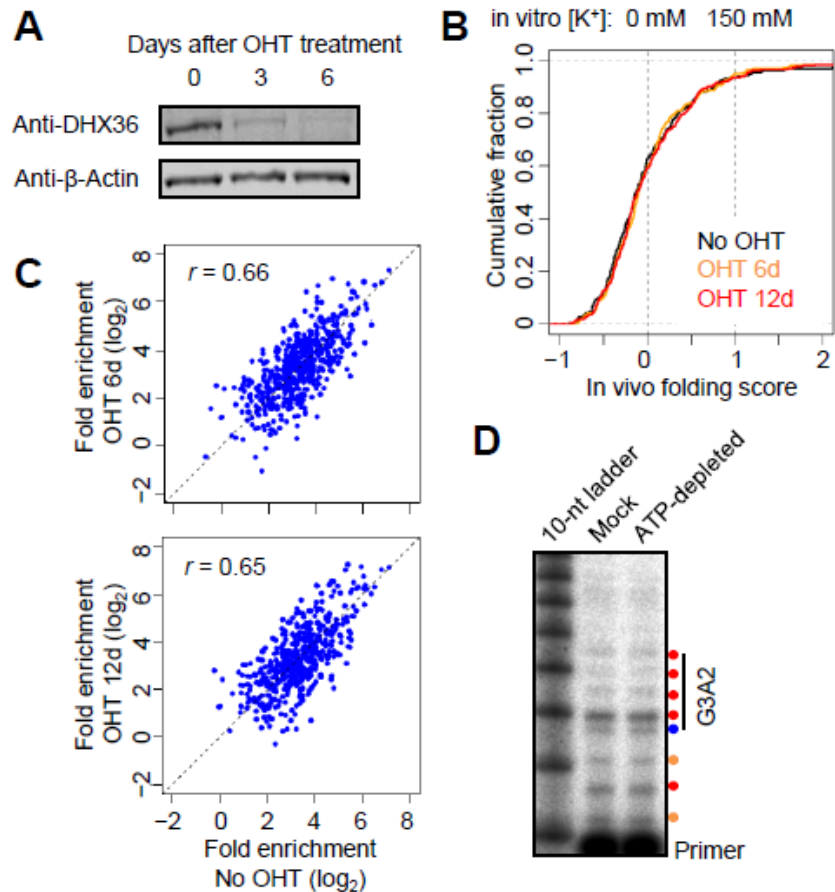 A
Days after OHT treatment
0 3 6
Anti-DHX36
Anti-β-Actin
B
in vitro [K⁺]: 0 mM 150 mM
Cumulative fraction
1.0
0.8
0.6
0.4
0.2
0
No OHT
OHT 6d
OHT 12d
−1 0 1 2
In vivo folding score
C
Fold enrichment
OHT 6d (log₂)
8
6
4
2
0
−2
r = 0.66
Fold enrichment
OHT 12d (log₂)
8
6
4
2
0
−2
r = 0.65
−2 0 2 4 6 8
Fold enrichment
No OHT (log₂)
D
10-nt ladder
Mock
ATP-depleted
G3A2
Primer